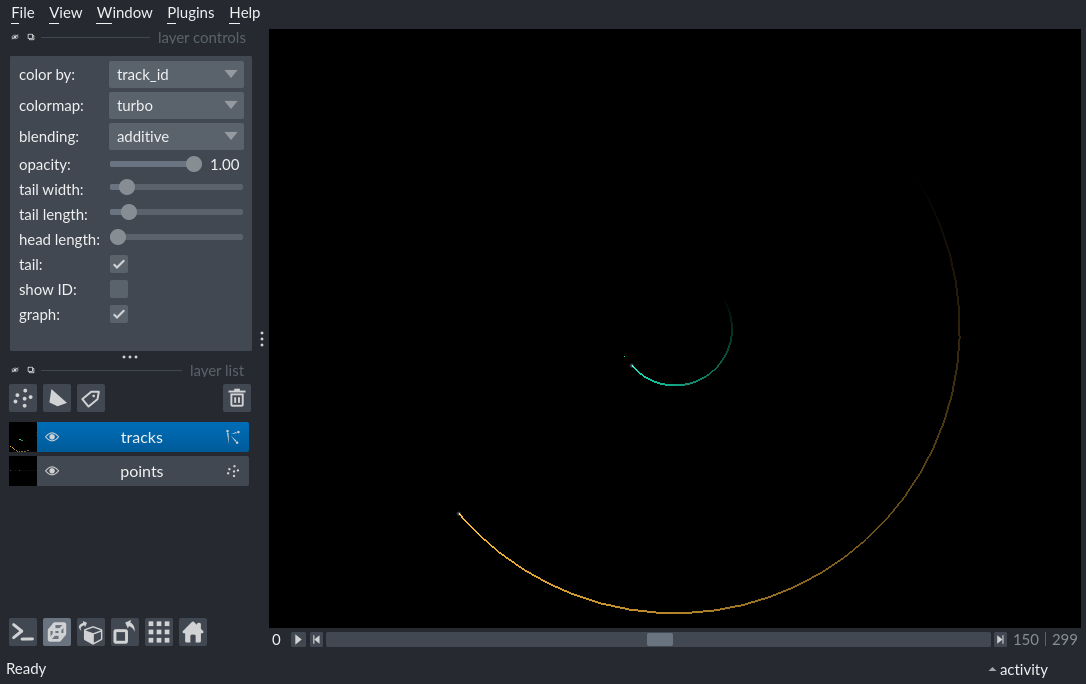 File View Window Plugins Help
layer controls
color by: track_id
colormap: turbo
blending: additive
opacity: 1.00
tail width:
tail length:
head length:
tail:
show ID:
graph:
layer list
tracks
points
0 150 299
Ready activity